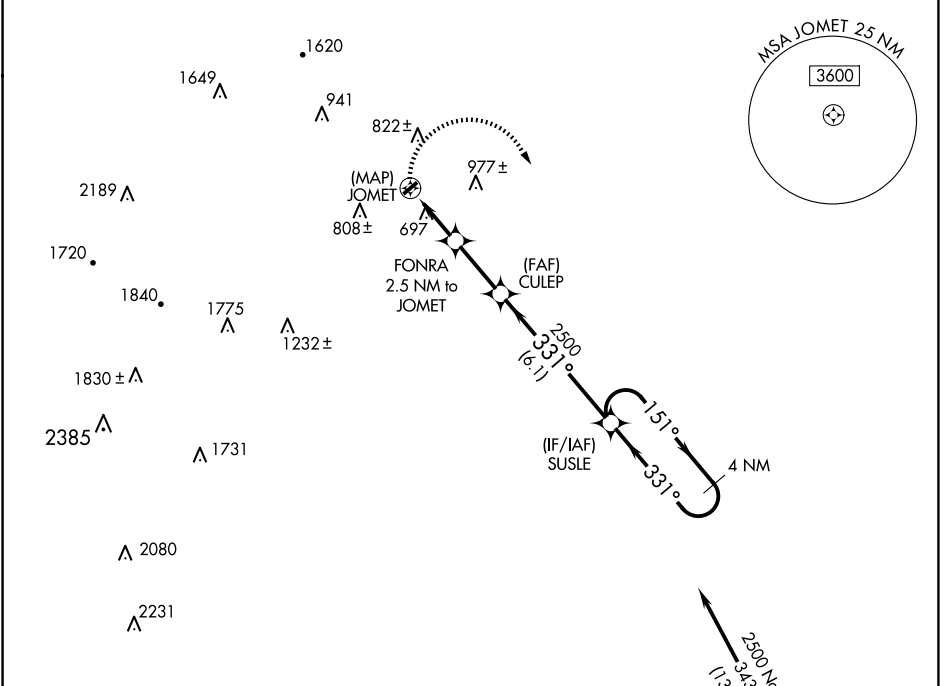 1620
MSA JOMET 25 NM
3600
1649
941
822±
977±
(MAP)
JOMET
2189
808±
697
1720
FONRA
2.5 NM to
JOMET
(FAF)
CULEP
1840
1775
1232±
2500
331°
(6.1)
1830±
2385
1731
151°
(IF/IAF)
SUSLE
331°
4 NM
2080
2231
2500